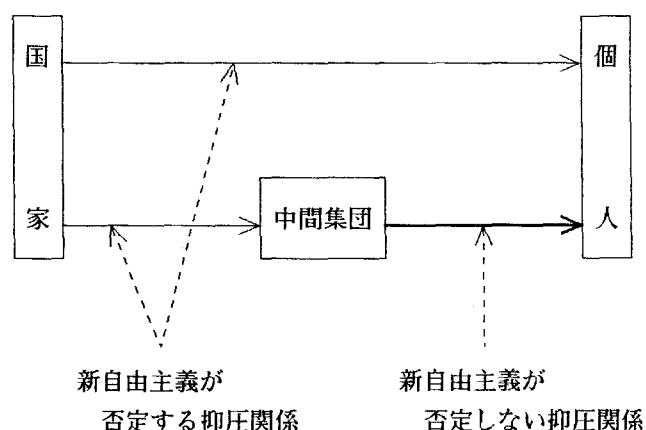 国家
個人
中間集団
新自由主義が
否定する抑圧関係
新自由主義が
否定しない抑圧関係